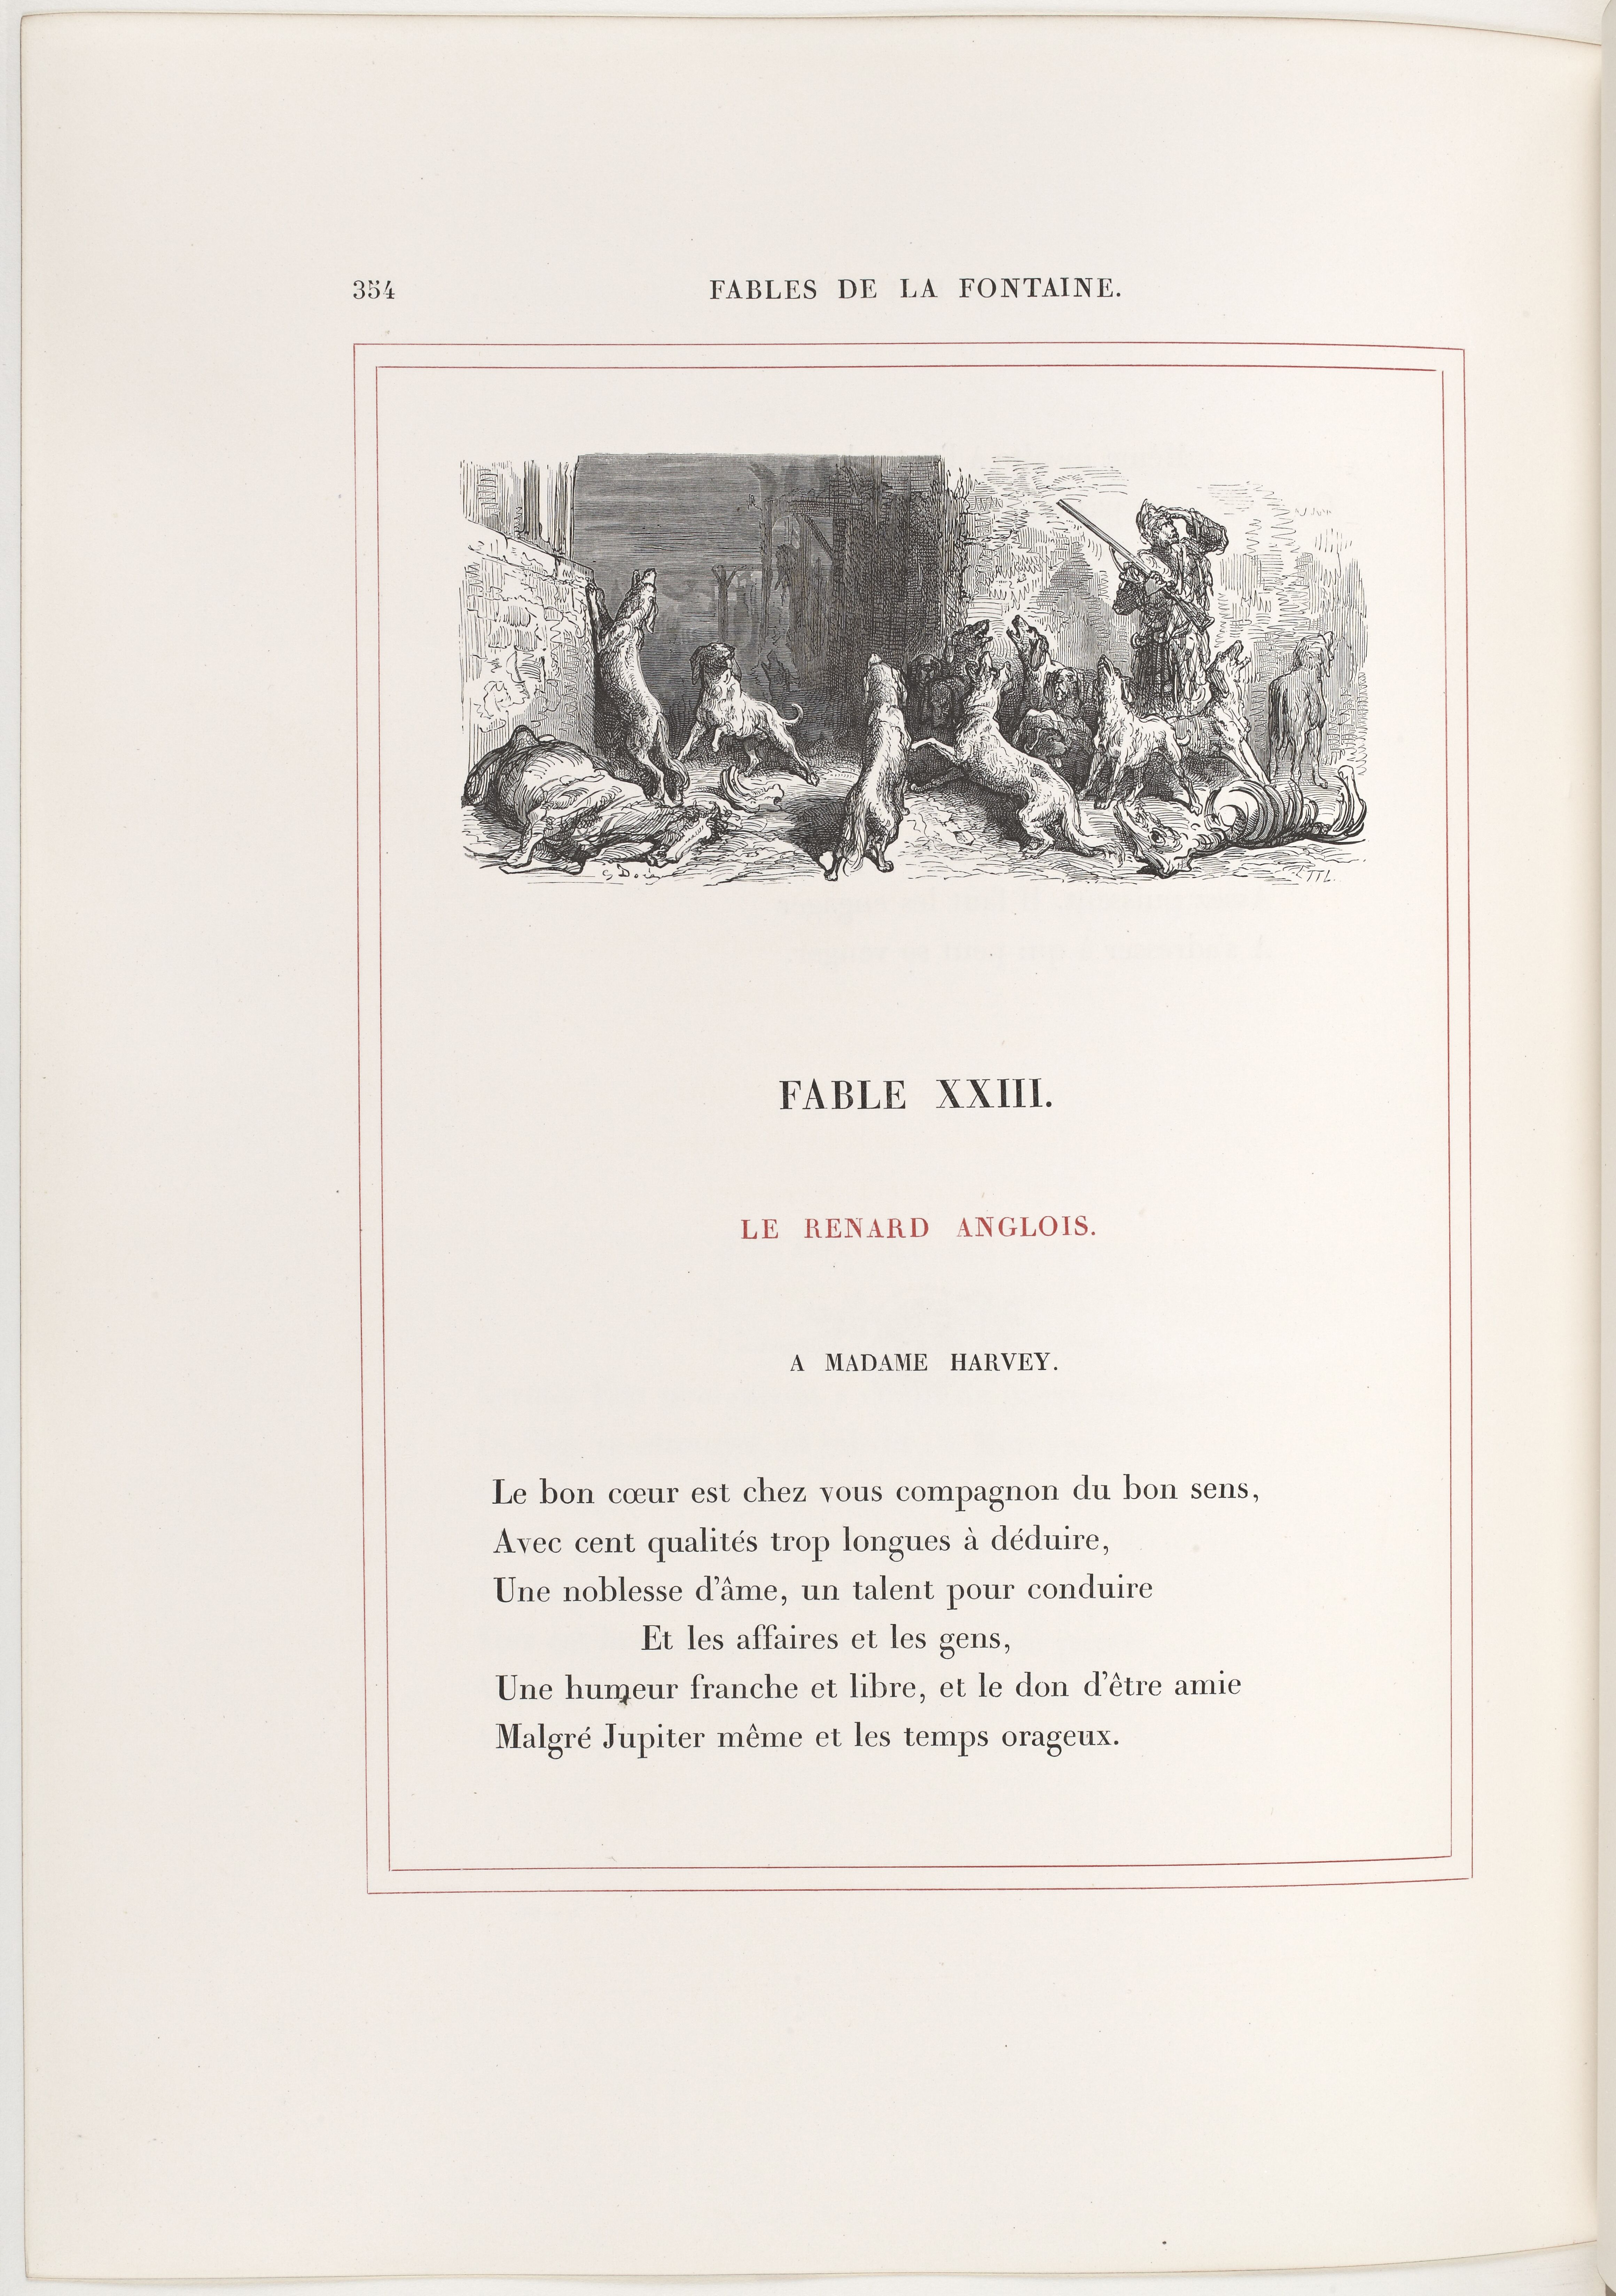 354
FABLES DE LA FONTAINE.
G Doré
FABLE XXIII.
LE RENARD ANGLOIS.
A MADAME HARVEY.
Le bon cœur est chez vous compagnon du bon sens,
Avec cent qualités trop longues à déduire,
Une noblesse d'âme, un talent pour conduire
Et les affaires et les gens,
Une humeur franche et libre, et le don d'être amie
Malgré Jupiter même et les temps orageux.